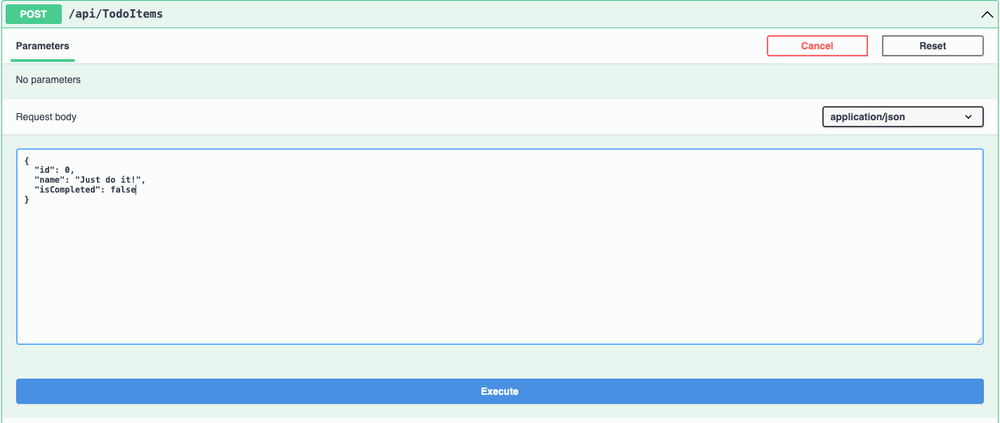 POST /api/TodoItems
Parameters Cancel Reset
No parameters
Request body application/json
{
  "id": 0,
  "name": "Just do it!",
  "isCompleted": false
}
Execute